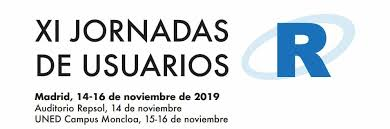 XI JORNADAS
DE USUARIOS R
Madrid, 14-16 de noviembre de 2019
Auditorio Repsol, 14 de noviembre
UNED Campus Moncloa, 15-16 de noviembre